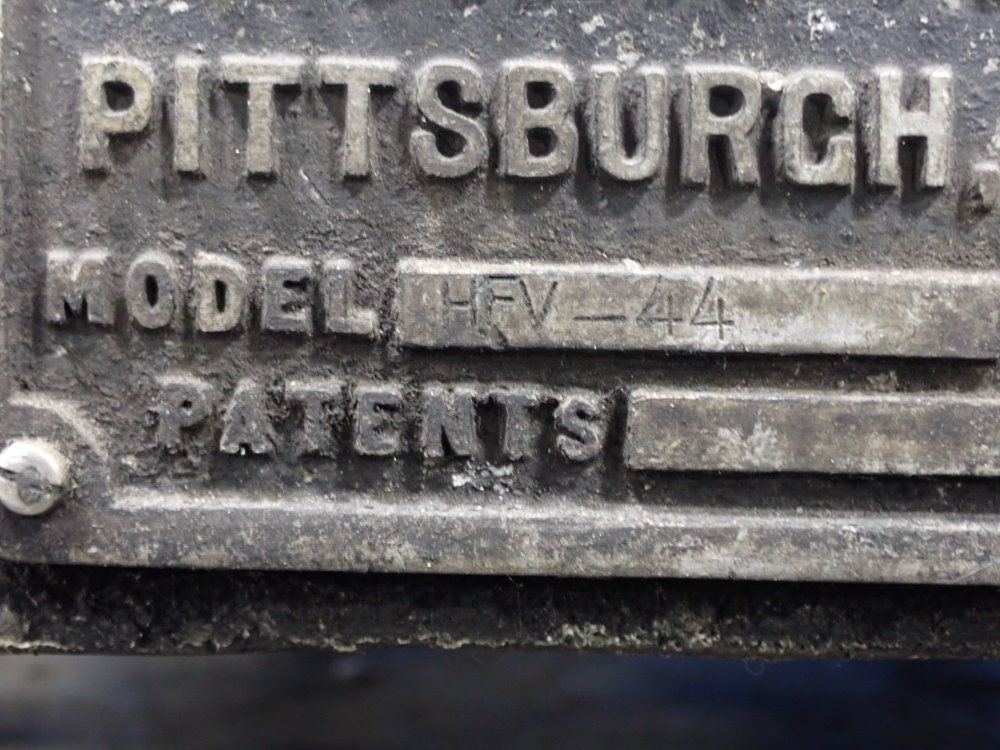 PITTSBURGH,
MODEL HFV-44
PATENTS